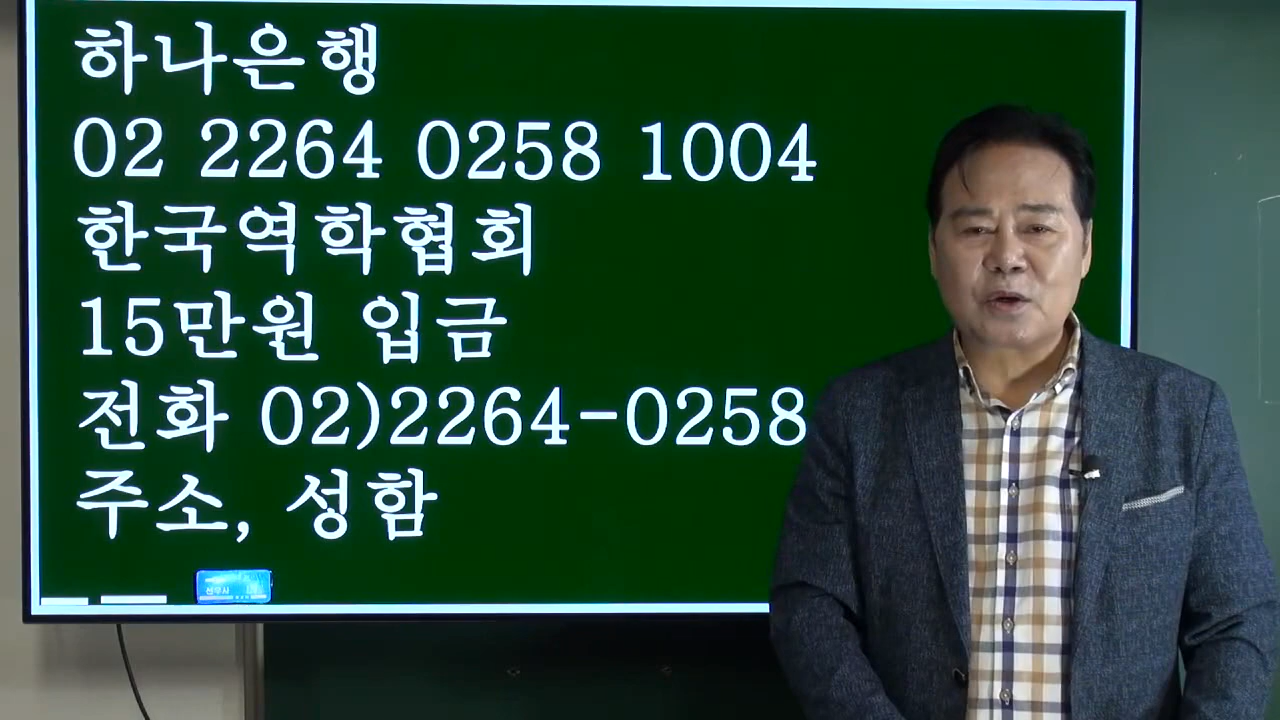 하나은행
02 2264 0258 1004
한국역학협회
15만원 입금
전화 02)2264-0258
주소, 성함